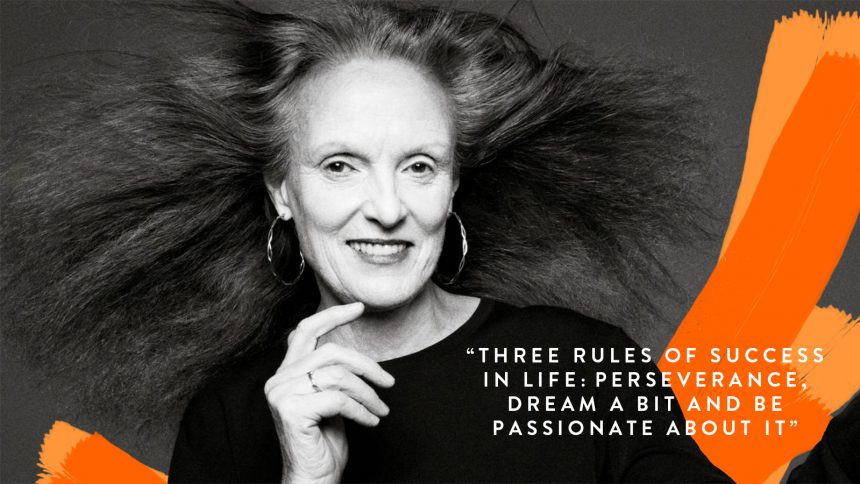 “THREE RULES OF SUCCESS
IN LIFE: PERSEVERANCE,
DREAM A BIT AND BE
PASSIONATE ABOUT IT”